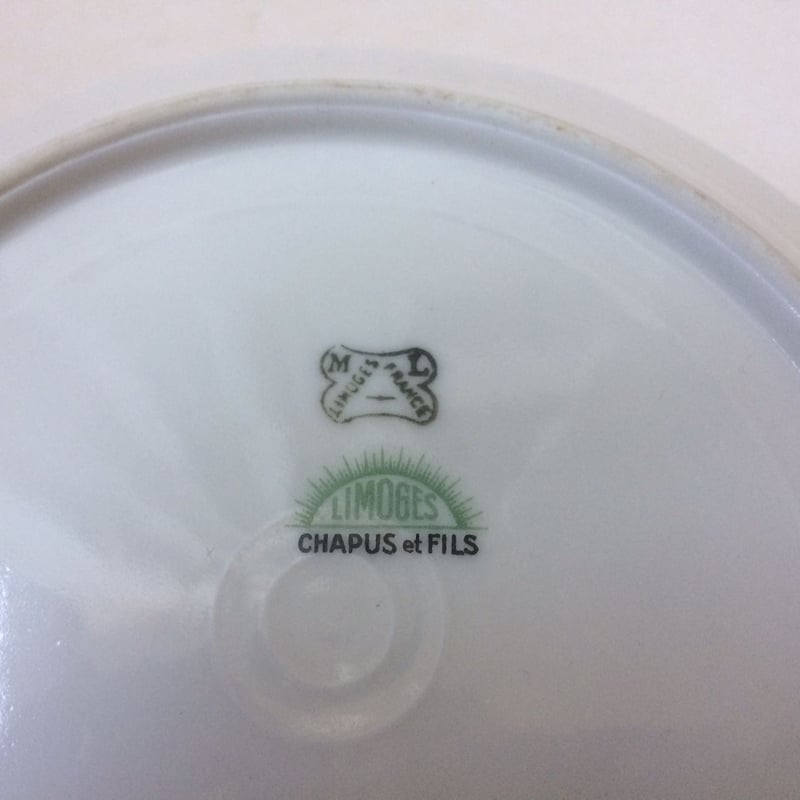 M L
LIMOGES FRANCE
LIMOGES
CHAPUS et FILS